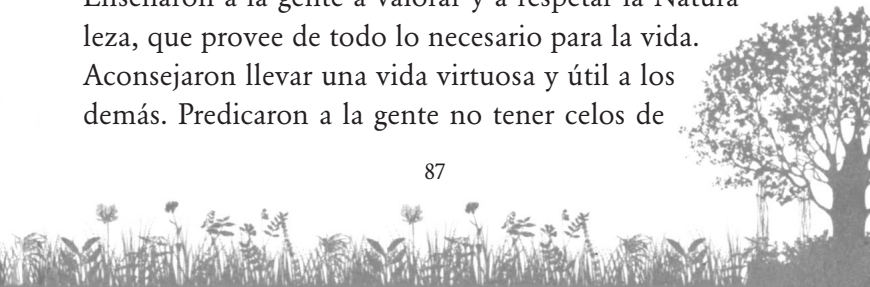 Enseñaron a la gente a valorar y a respetar la Natura-
leza, que provee de todo lo necesario para la vida.
Aconsejaron llevar una vida virtuosa y útil a los
demás. Predicaron a la gente no tener celos de
87